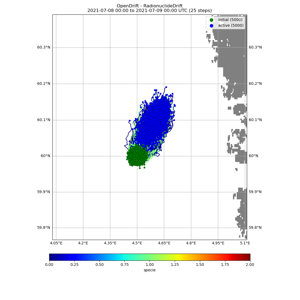 OpenDrift - RadionuclideDrift
2021-07-08 00:00 to 2021-07-09 00:00 UTC (25 steps)
initial (5000)
active (5000)
60.3°N 60.3°N
60.2°N 60.2°N
60.1°N 60.1°N
60°N 60°N
59.9°N 59.9°N
59.8°N 59.8°N
4.05°E 4.2°E 4.35°E 4.5°E 4.65°E 4.8°E 4.95°E 5.1°E
0.00 0.25 0.50 0.75 1.00 1.25 1.50 1.75 2.00
specie